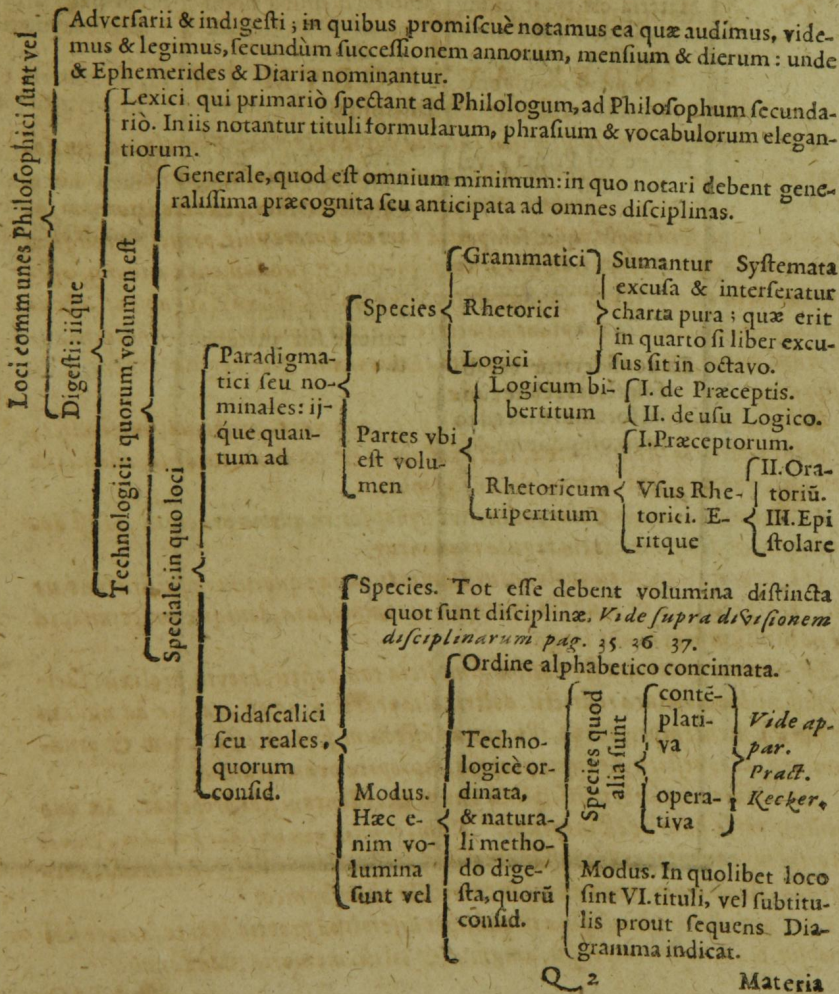 Loci communes Philosophici sunt vel
Adverſarii & indigeſti ; in quibus promiſcuè notamus ea quæ audimus, vide-
mus & legimus, ſecundùm ſucceſſionem annorum, menſium & dierum : unde
& Ephemerides & Diaria nominantur.
Digeſti: iique
Lexici qui primariò ſpectant ad Philologum, ad Philoſophum ſecunda-
riò. In iis notantur tituli formularum, phraſium & vocabulorum elegan-
tiorum.
Technologici: quorum volumen eſt
Generale, quod eſt omnium minimum: in quo notari debent gene-
raliſſima præcognita ſeu anticipata ad omnes diſciplinas.
Speciale: in quo loci
Paradigma-
tici ſeu no-
minales: ij-
que quan-
tum ad
Species
Grammatici
Rhetorici
Logici
Sumantur Syſtemata
excuſa & interſeratur
charta pura ; quæ erit
in quarto ſi liber excu-
ſus ſit in octavo.
Partes vbi
eſt volu-
men
Logicum bi-
bertitum
I. de Præceptis.
II. de uſu Logico.
Rhetoricum
tripertitum
I. Præceptorum.
Vſus Rhe-
torici. E-
ritque
II. Ora-
toriū.
III. Epi
ſtolare
Didaſcalici
ſeu reales,
quorum
conſid.
Species. Tot eſſe debent volumina diſtincta
quot ſunt diſciplinæ. Vide ſupra diviſionem
diſciplinarum pag. 35 36 37.
Modus.
Hæc e-
nim vo-
lumina
ſunt vel
Ordine alphabetico concinnata.
Techno-
logicè or-
dinata,
& natura-
li metho-
do dige-
ſta, quorū
conſid.
Species quod
alia ſunt
contē-
plati-
va
opera-
tiva
Vide ap-
par.
Pract.
Kecker.
Modus. In quolibet loco
ſint VI. tituli, vel ſubtitu-
lis prout ſequens Dia-
gramma indicat.
Q 2
Materia